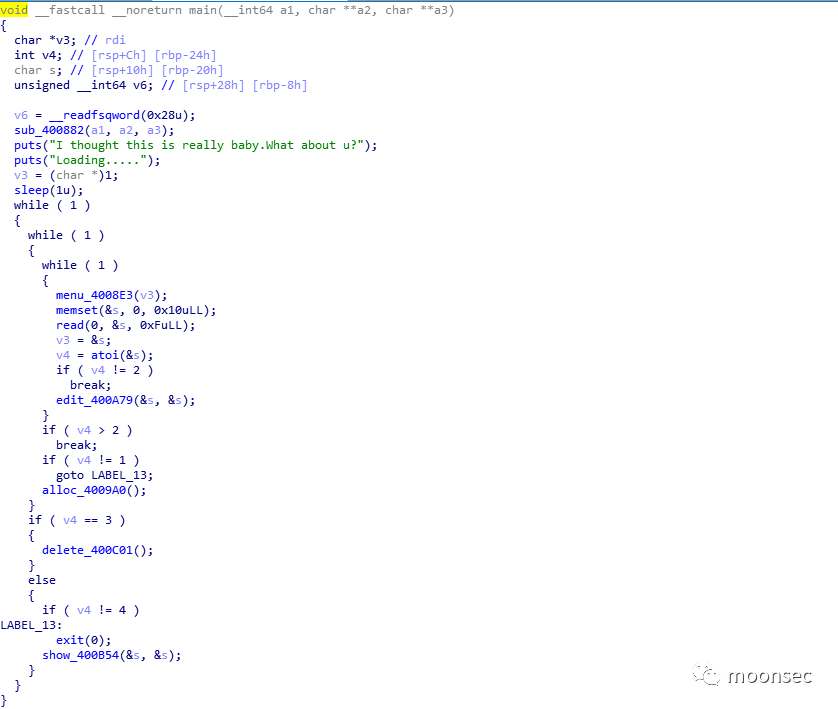 void __fastcall __noreturn main(__int64 a1, char **a2, char **a3)
{
  char *v3; // rdi
  int v4; // [rsp+Ch] [rbp-24h]
  char s; // [rsp+10h] [rbp-20h]
  unsigned __int64 v6; // [rsp+28h] [rbp-8h]

  v6 = __readfsqword(0x28u);
  sub_400882(a1, a2, a3);
  puts("I thought this is really baby.What about u?");
  puts("Loading.....");
  v3 = (char *)1;
  sleep(1u);
  while ( 1 )
  {
    while ( 1 )
    {
      while ( 1 )
      {
        menu_4008E3(v3);
        memset(&s, 0, 0x10uLL);
        read(0, &s, 0xFuLL);
        v3 = &s;
        v4 = atoi(&s);
        if ( v4 != 2 )
          break;
        edit_400A79(&s, &s);
      }
      if ( v4 > 2 )
        break;
      if ( v4 != 1 )
        goto LABEL_13;
      alloc_4009A0();
    }
    if ( v4 == 3 )
    {
      delete_400C01();
    }
    else
    {
      if ( v4 != 4 )
LABEL_13:
        exit(0);
      show_400B54(&s, &s);
    }
  }
}
moonsec